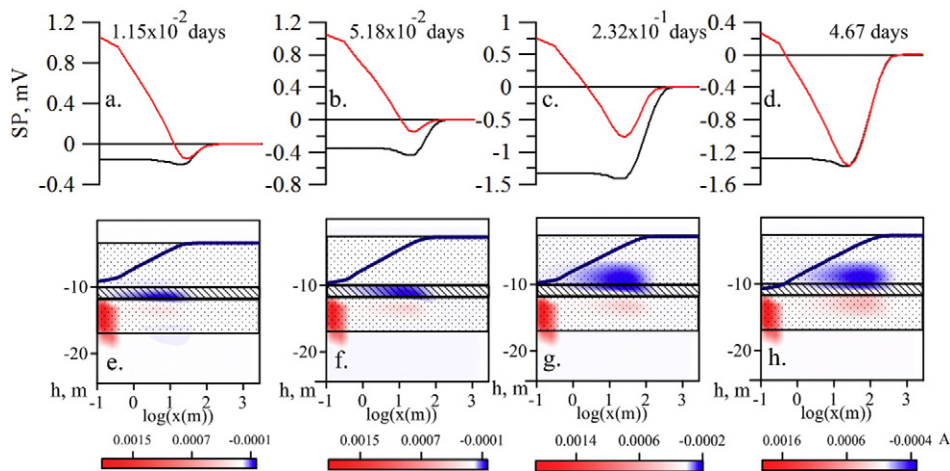 1.15x10⁻² days
5.18x10⁻² days
2.32x10⁻¹ days
4.67 days
SP, mV
1.2
0.8
0.4
0
-0.4
a.
1.2
0.8
0.4
0
-0.4
-0.8
b.
1
0.5
0
-0.5
-1
-1.5
c.
0.4
0
-0.4
-0.8
-1.2
-1.6
d.
-10
-20
h, m
e.
-1 0 1 2 3
log(x(m))
-10
-20
h, m
f.
-1 0 1 2 3
log(x(m))
-10
-20
h, m
g.
-1 0 1 2 3
log(x(m))
-10
-20
h, m
h.
-1 0 1 2 3
log(x(m))
0.0015 0.0007 -0.0001
0.0015 0.0007 -0.0001
0.0014 0.0006 -0.0002
0.0016 0.0006 -0.0004 A